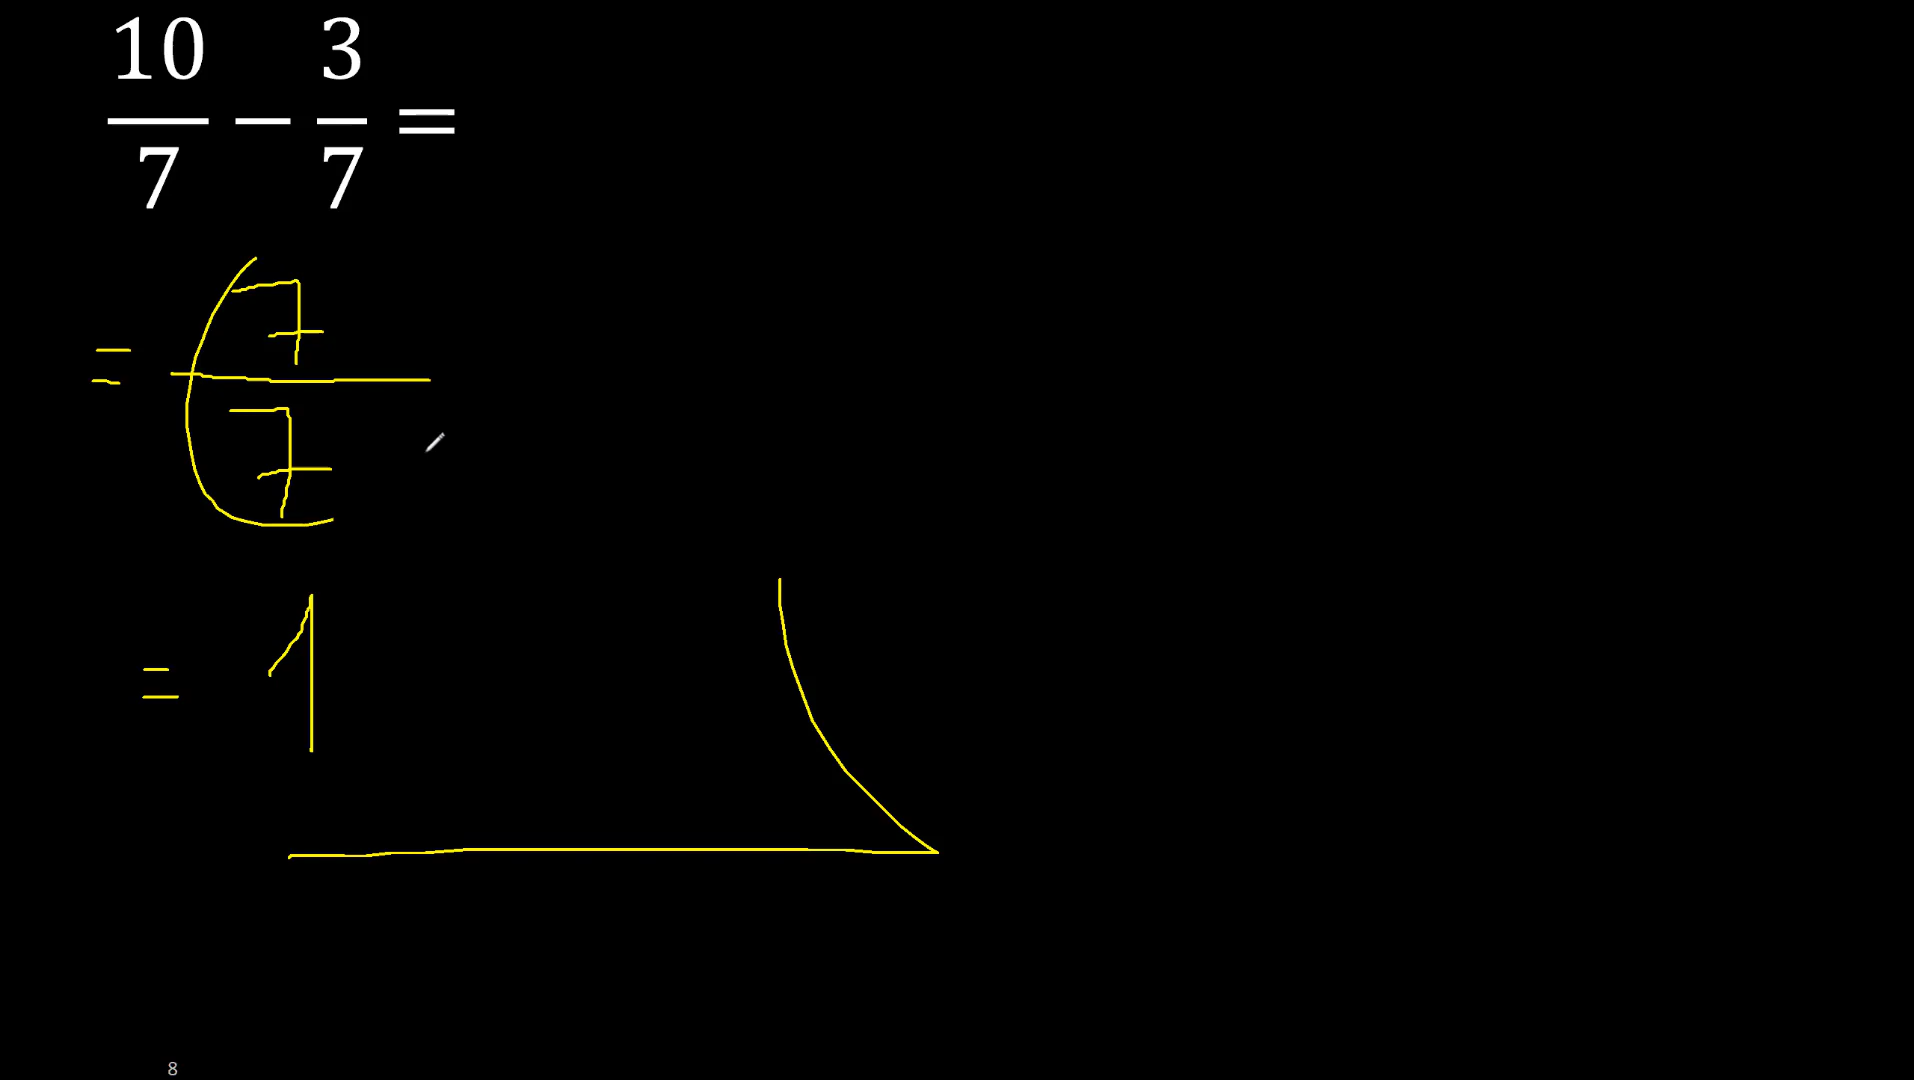 10/7 − 3/7 =
= 7/7
= 1
8